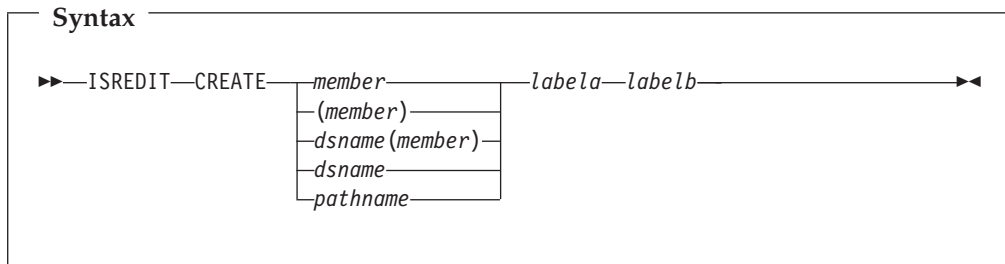 Syntax
ISREDIT CREATE member labela labelb
(member)
dsname(member)
dsname
pathname